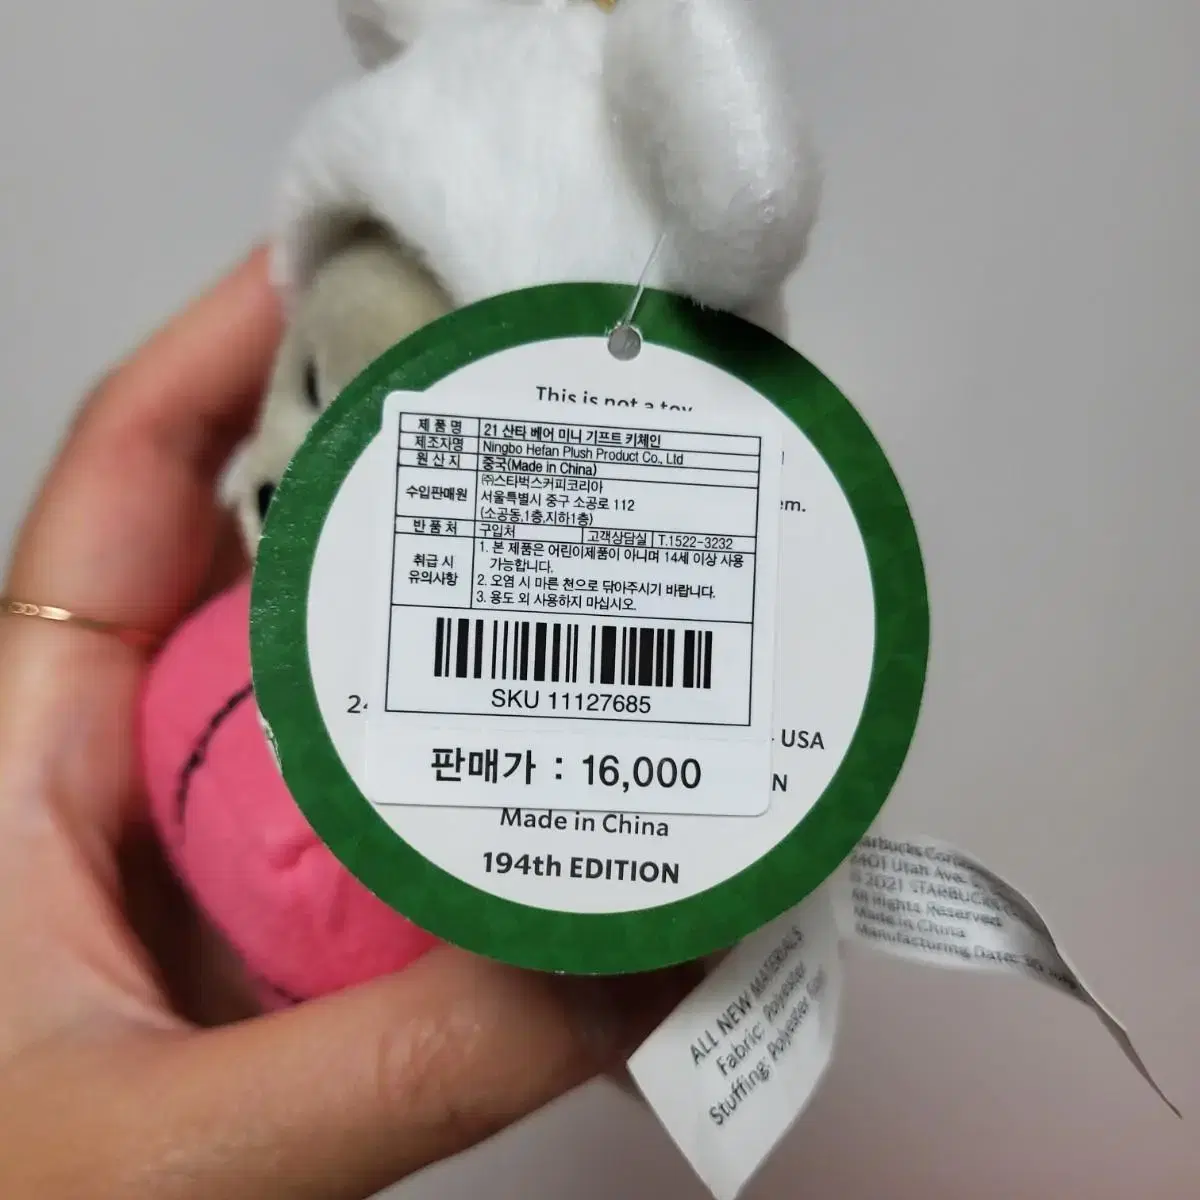 This is not a toy
제 품 명 21 산타 베어 미니 기프트 키체인
제조자명 Ningbo Hefan Plush Product Co., Ltd
원 산 지 중국(Made in China)
수입판매원 ㈜스타벅스커피코리아
서울특별시 중구 소공로 112
(소공동,1층,지하1층)
반 품 처 구입처 고객상담실 T.1522-3232
취급 시 유의사항 1. 본 제품은 어린이제품이 아니며 14세 이상 사용
가능합니다.
2. 오염 시 마른 천으로 닦아주시기 바랍니다.
3. 용도 외 사용하지 마십시오.
SKU 11127685
판매가 : 16,000
em.
24
USA
N
Made in China
194th EDITION
ALL NEW MATERIALS
Fabric: Polyester
Stuffing: Polyester
Utah Ave.
© 2021 STARBUCKS
All Rights Reserved
Made in China
Manufacturing Date: 30